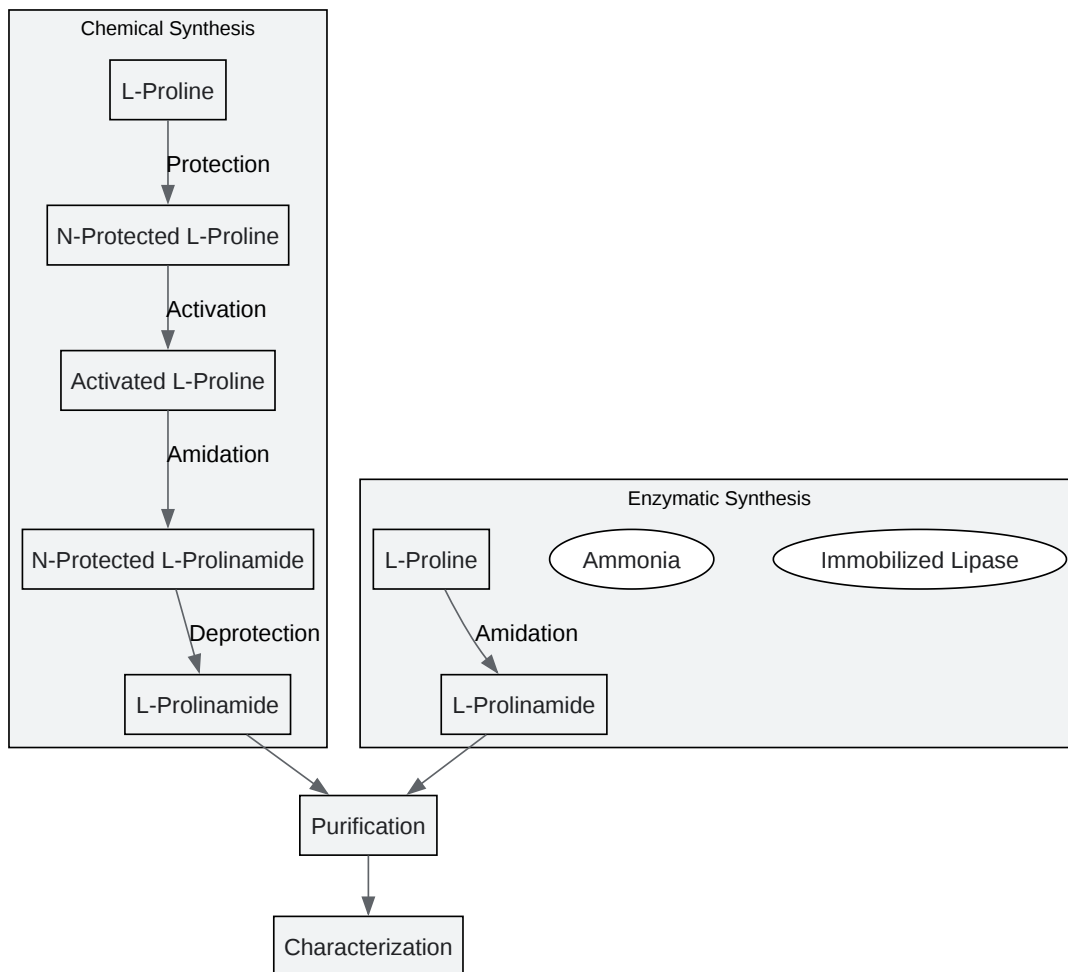 Chemical Synthesis
L-Proline
Protection
N-Protected L-Proline
Activation
Activated L-Proline
Amidation
N-Protected L-Prolinamide
Deprotection
L-Prolinamide
Enzymatic Synthesis
L-Proline
Ammonia
Immobilized Lipase
Amidation
L-Prolinamide
Purification
Characterization